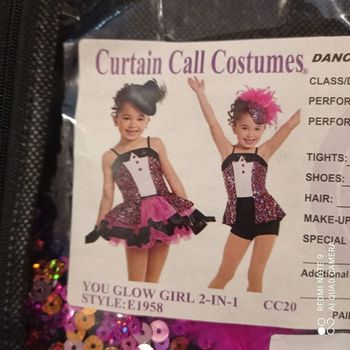 Curtain Call Costumes®
DANC
CLASS/D
PERFOR
PERFOR
TIGHTS:
SHOES:
HAIR:
MAKE-UP
SPECIAL
Additional
PAI
YOU GLOW GIRL 2-IN-1
STYLE:E1958
CC20
REDMI NOTE 9
AI QUAD CAMERA